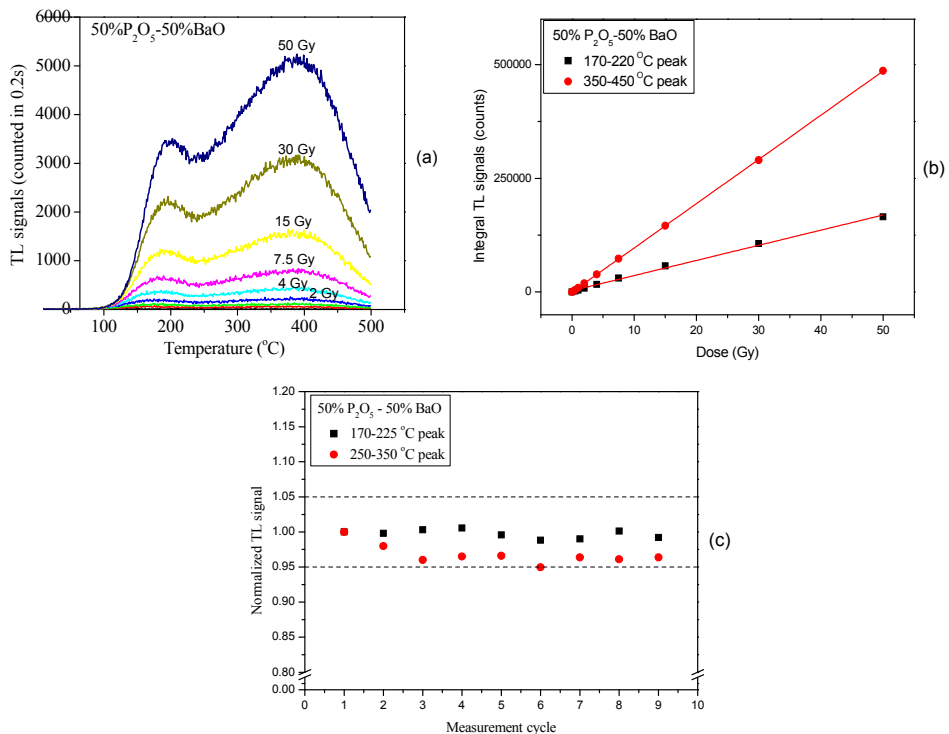 50%P₂O₅-50%BaO
6000
5000
4000
3000
2000
1000
0
TL signals (counted in 0.2s)
50 Gy
30 Gy
15 Gy
7.5 Gy
4 Gy
2 Gy
100 200 300 400 500
Temperature (°C)
(a)
50% P₂O₅-50%BaO
170-220 °C peak
350-450 °C peak
500000
250000
0
Integral TL signals (counts)
0 10 20 30 40 50
Dose (Gy)
(b)
50% P₂O₅ - 50% BaO
170-225 °C peak
250-350 °C peak
1.20
1.15
1.10
1.05
1.00
0.95
0.90
0.85
0.80
0.00
Normalized TL signal
0 1 2 3 4 5 6 7 8 9 10
Measurement cycle
(c)